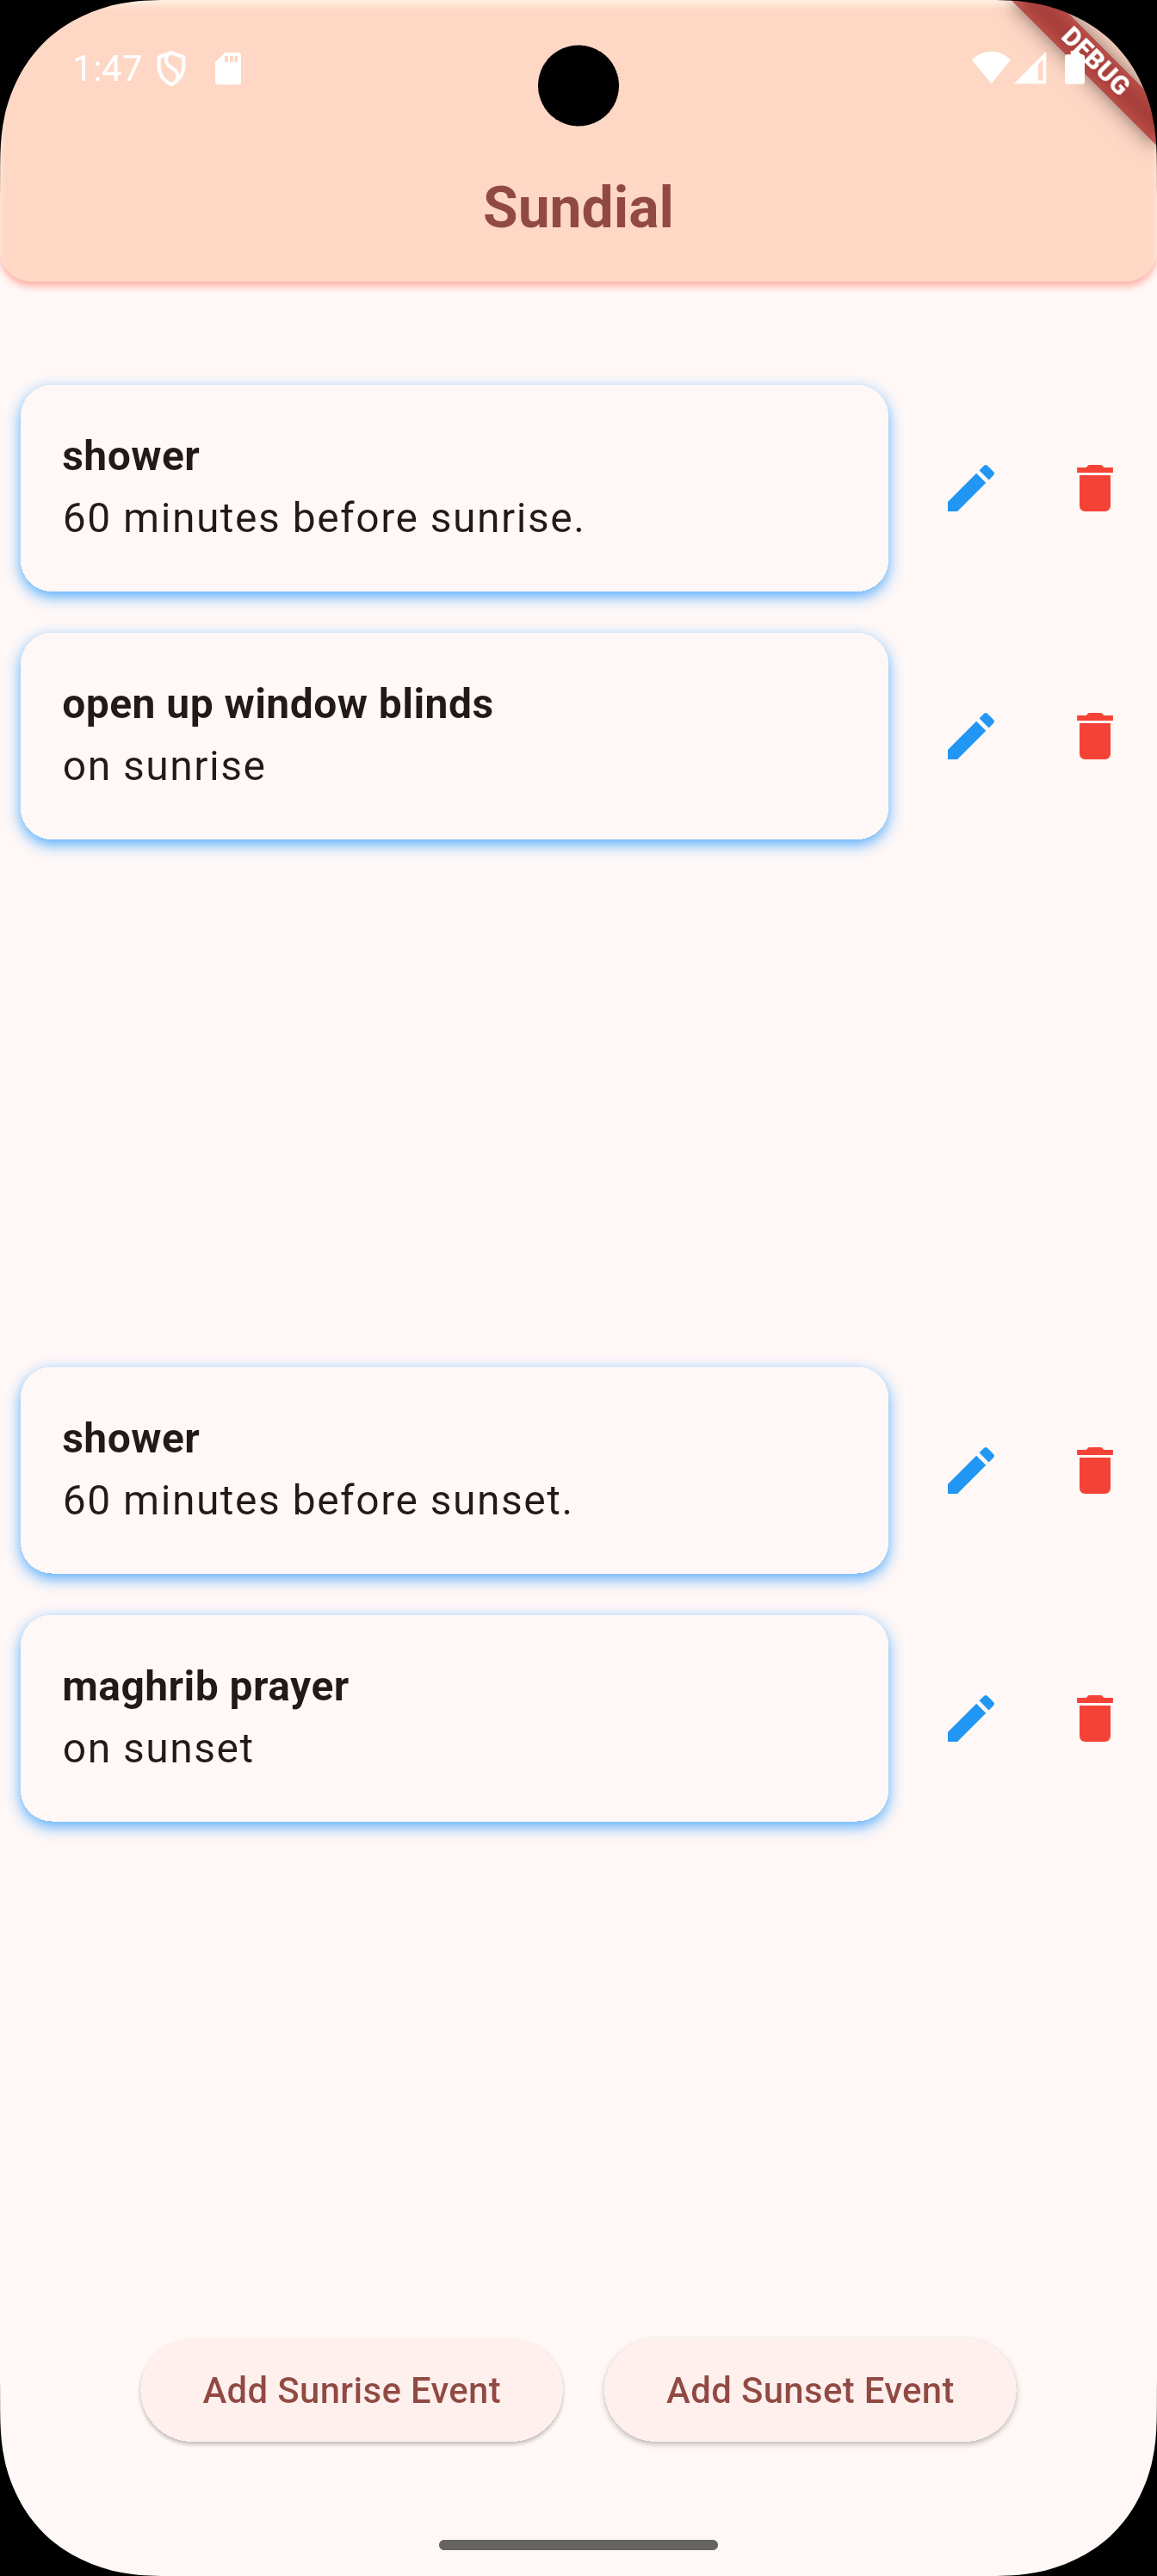 1:47
DEBUG
Sundial
shower
60 minutes before sunrise.
open up window blinds
on sunrise
shower
60 minutes before sunset.
maghrib prayer
on sunset
Add Sunrise Event
Add Sunset Event